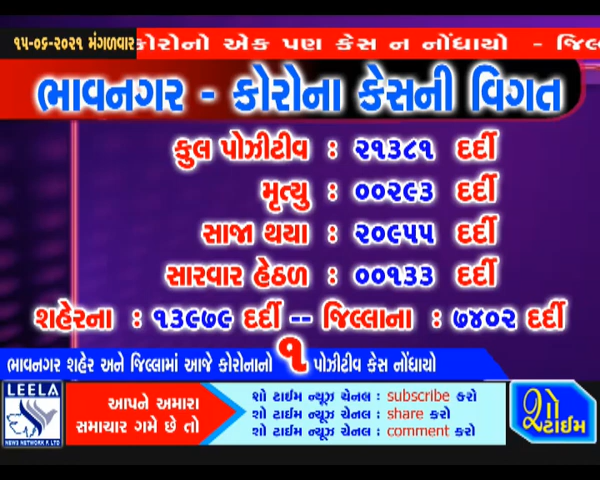 ૧૫-૦૬-૨૦૨૧ મંગળવાર કોરોનો એક પણ કેસ ન નોંધાયો - જિલ
ભાવનગર - કોરોના કેસની વિગત
કુલ પોઝીટીવ : ૨૧૩૮૧ દર્દી
મૃત્યુ : ૦૦૨૯૩ દર્દી
સાજા થયા : ૨૦૯૫૫ દર્દી
સારવાર હેઠળ : ૦૦૧૩૩ દર્દી
શહેરના : ૧૩૯૭૯ દર્દી -- જિલ્લાના : ૭૪૦૨ દર્દી
ભાવનગર શહેર અને જિલ્લામાં આજે કોરોનાનો ૧ પોઝીટીવ કેસ નોંધાયો
LEELA
NEWS NETWORK P. LTD
આપને અમારા
સમાચાર ગમે છે તો
શો ટાઈમ ન્યૂઝ ચેનલ : subscribe કરો
શો ટાઈમ ન્યૂઝ ચેનલ : share કરો
શો ટાઈમ ન્યૂઝ ચેનલ : comment કરો
શો
ટાઈમ